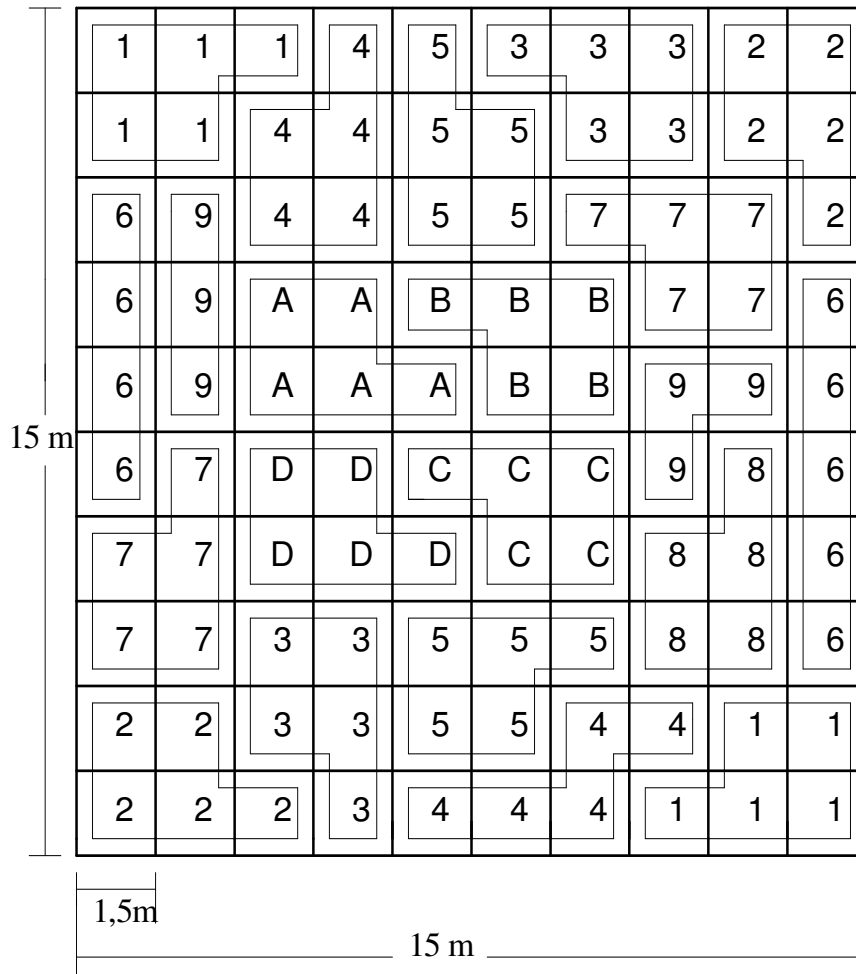 1 1 1 4 5 3 3 3 2 2
1 1 4 4 5 5 3 3 2 2
6 9 4 4 5 5 7 7 7 2
6 9 A A B B B 7 7 6
6 9 A A A B B 9 9 6
15 m
6 7 D D C C C 9 8 6
7 7 D D D C C 8 8 6
7 7 3 3 5 5 5 8 8 6
2 2 3 3 5 5 4 4 1 1
2 2 2 3 4 4 4 1 1 1
1,5m
15 m